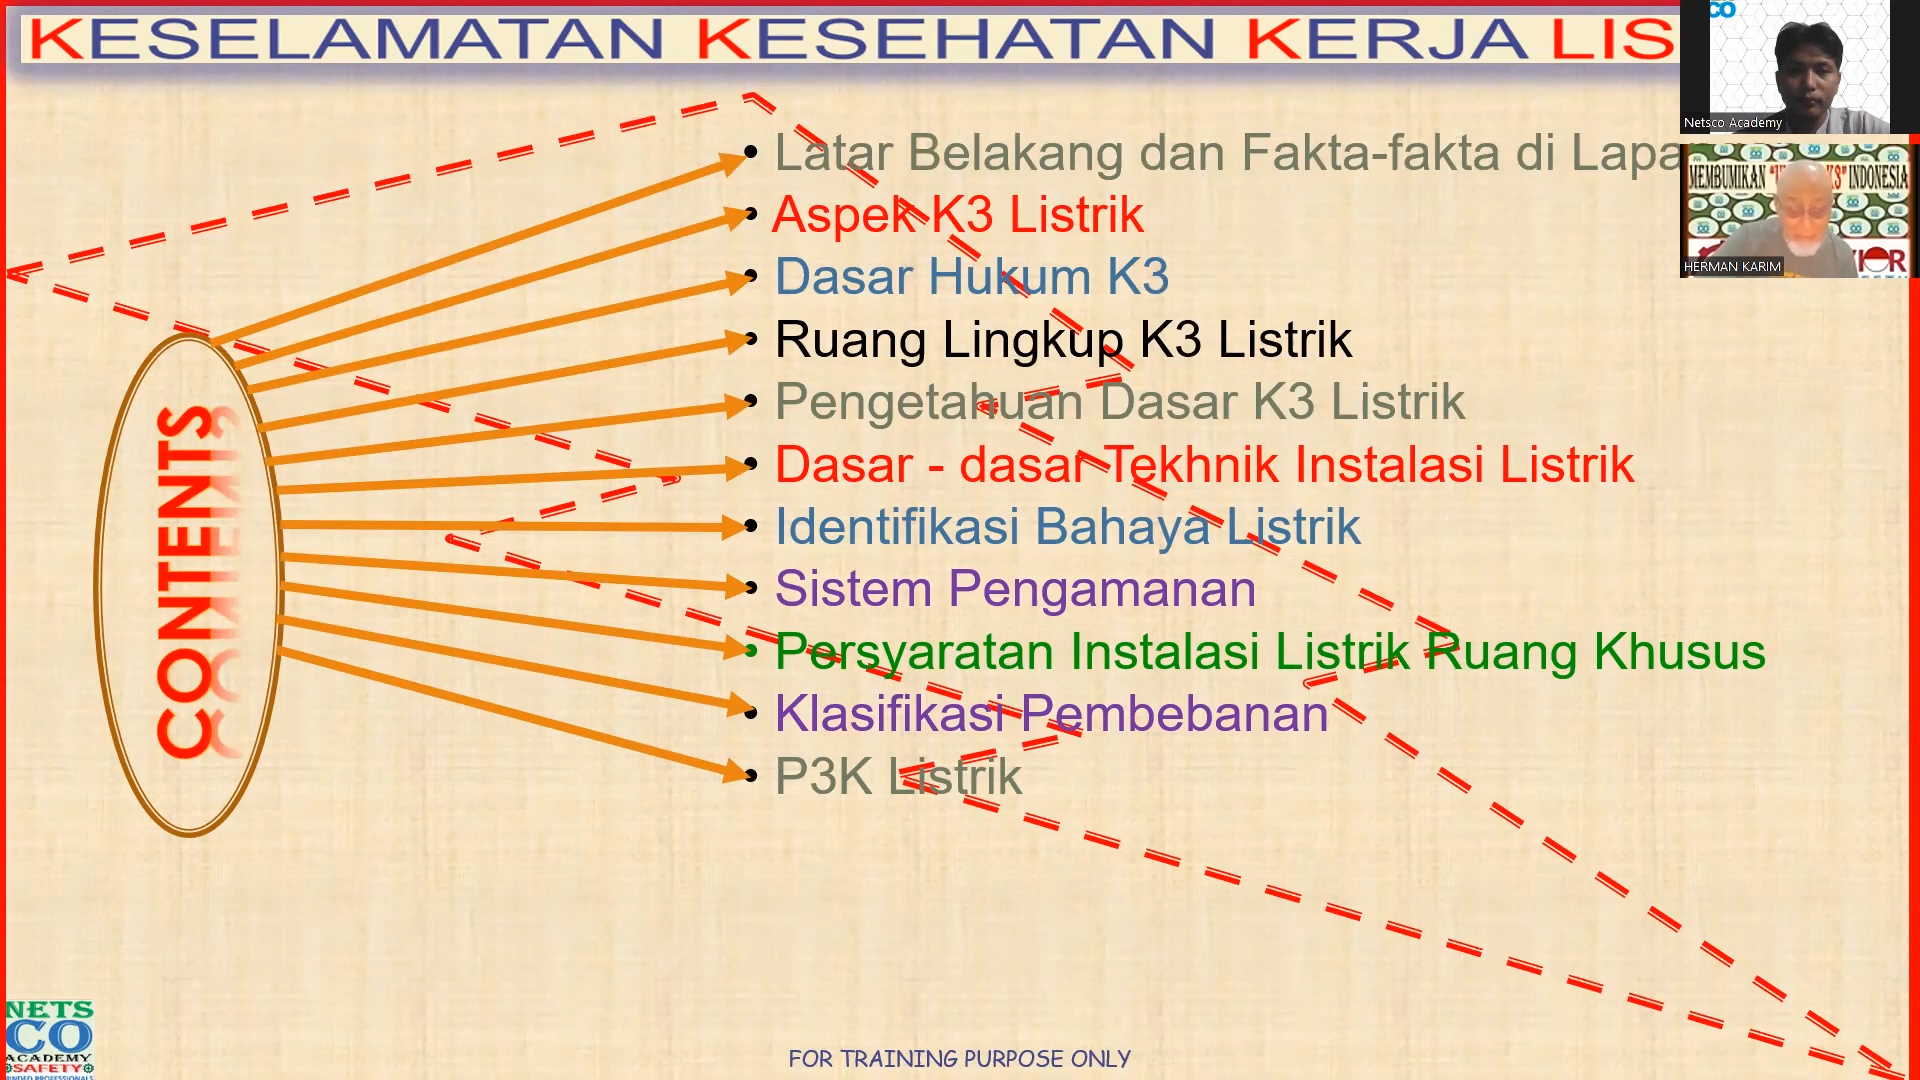 KESELAMATAN KESEHATAN KERJA LIS
CO
Netsco Academy
MEMBUMIKAN INDONESIA
HERMAN KARIM
• Latar Belakang dan Fakta-fakta di Lapa
• Aspek K3 Listrik
• Dasar Hukum K3
• Ruang Lingkup K3 Listrik
• Pengetahuan Dasar K3 Listrik
• Dasar - dasar Tekhnik Instalasi Listrik
• Identifikasi Bahaya Listrik
• Sistem Pengamanan
• Persyaratan Instalasi Listrik Ruang Khusus
• Klasifikasi Pembebanan
• P3K Listrik
CONTENTS
NETS
CO
ACADEMY
SAFETY
MINDED PROFESSIONALS
FOR TRAINING PURPOSE ONLY